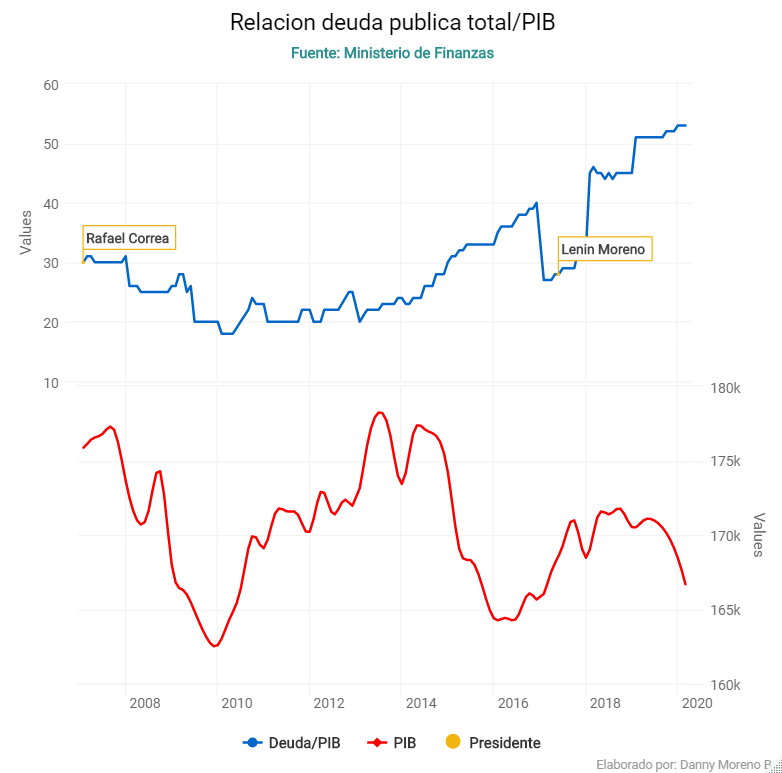 Relacion deuda publica total/PIB
Fuente: Ministerio de Finanzas
60
50
40
30
20
10
Values
Rafael Correa
Lenin Moreno
180k
175k
170k
165k
160k
Values
2008 2010 2012 2014 2016 2018 2020
Deuda/PIB PIB Presidente
Elaborado por: Danny Moreno